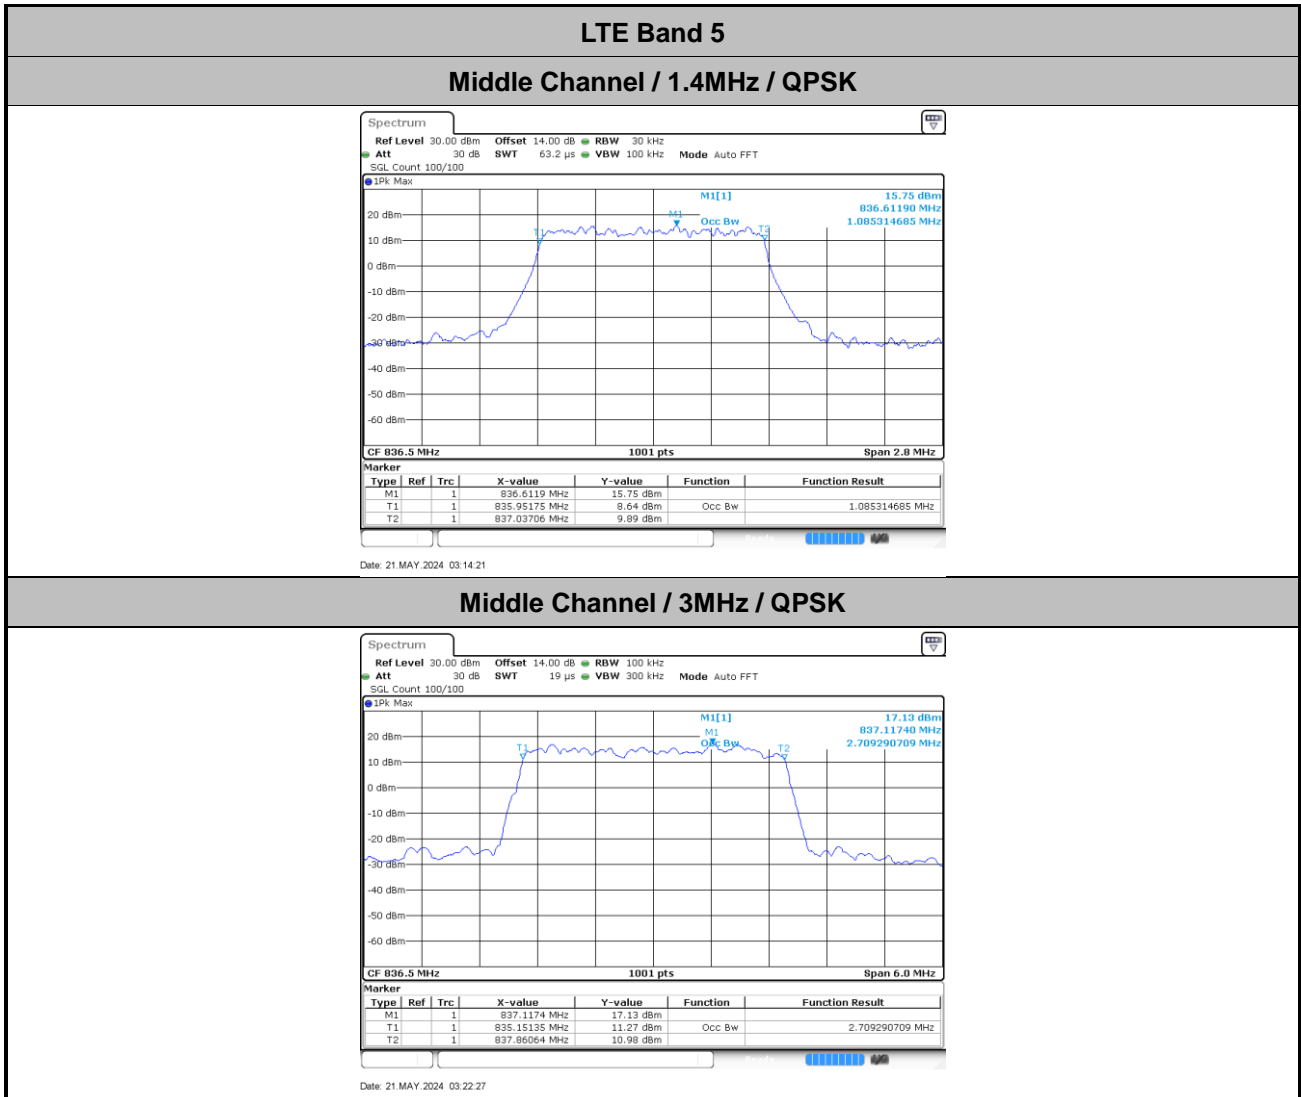 LTE Band 5
Middle Channel / 1.4MHz / QPSK
Spectrum
Ref Level 30.00 dBm Offset 14.00 dB RBW 30 kHz
Att 30 dB SWT 63.2 µs VBW 100 kHz Mode Auto FFT
SGL Count 100/100
1Pk Max
M1[1] 15.75 dBm
836.61190 MHz
Occ Bw 1.085314685 MHz
M1
T1
T2
20 dBm
10 dBm
0 dBm
-10 dBm
-20 dBm
-30 dBm
-40 dBm
-50 dBm
-60 dBm
CF 836.5 MHz 1001 pts Span 2.8 MHz
Marker
Type Ref Trc X-value Y-value Function Function Result
M1 1 836.6119 MHz 15.75 dBm
T1 1 835.95175 MHz 8.64 dBm Occ Bw 1.085314685 MHz
T2 1 837.03706 MHz 9.89 dBm
Date: 21.MAY.2024 03:14:21
Middle Channel / 3MHz / QPSK
Spectrum
Ref Level 30.00 dBm Offset 14.00 dB RBW 100 kHz
Att 30 dB SWT 19 µs VBW 300 kHz Mode Auto FFT
SGL Count 100/100
1Pk Max
M1[1] 17.13 dBm
837.11740 MHz
Occ Bw 2.709290709 MHz
M1
T1
T2
20 dBm
10 dBm
0 dBm
-10 dBm
-20 dBm
-30 dBm
-40 dBm
-50 dBm
-60 dBm
CF 836.5 MHz 1001 pts Span 6.0 MHz
Marker
Type Ref Trc X-value Y-value Function Function Result
M1 1 837.1174 MHz 17.13 dBm
T1 1 835.15135 MHz 11.27 dBm Occ Bw 2.709290709 MHz
T2 1 837.86064 MHz 10.98 dBm
Date: 21.MAY.2024 03:22:27